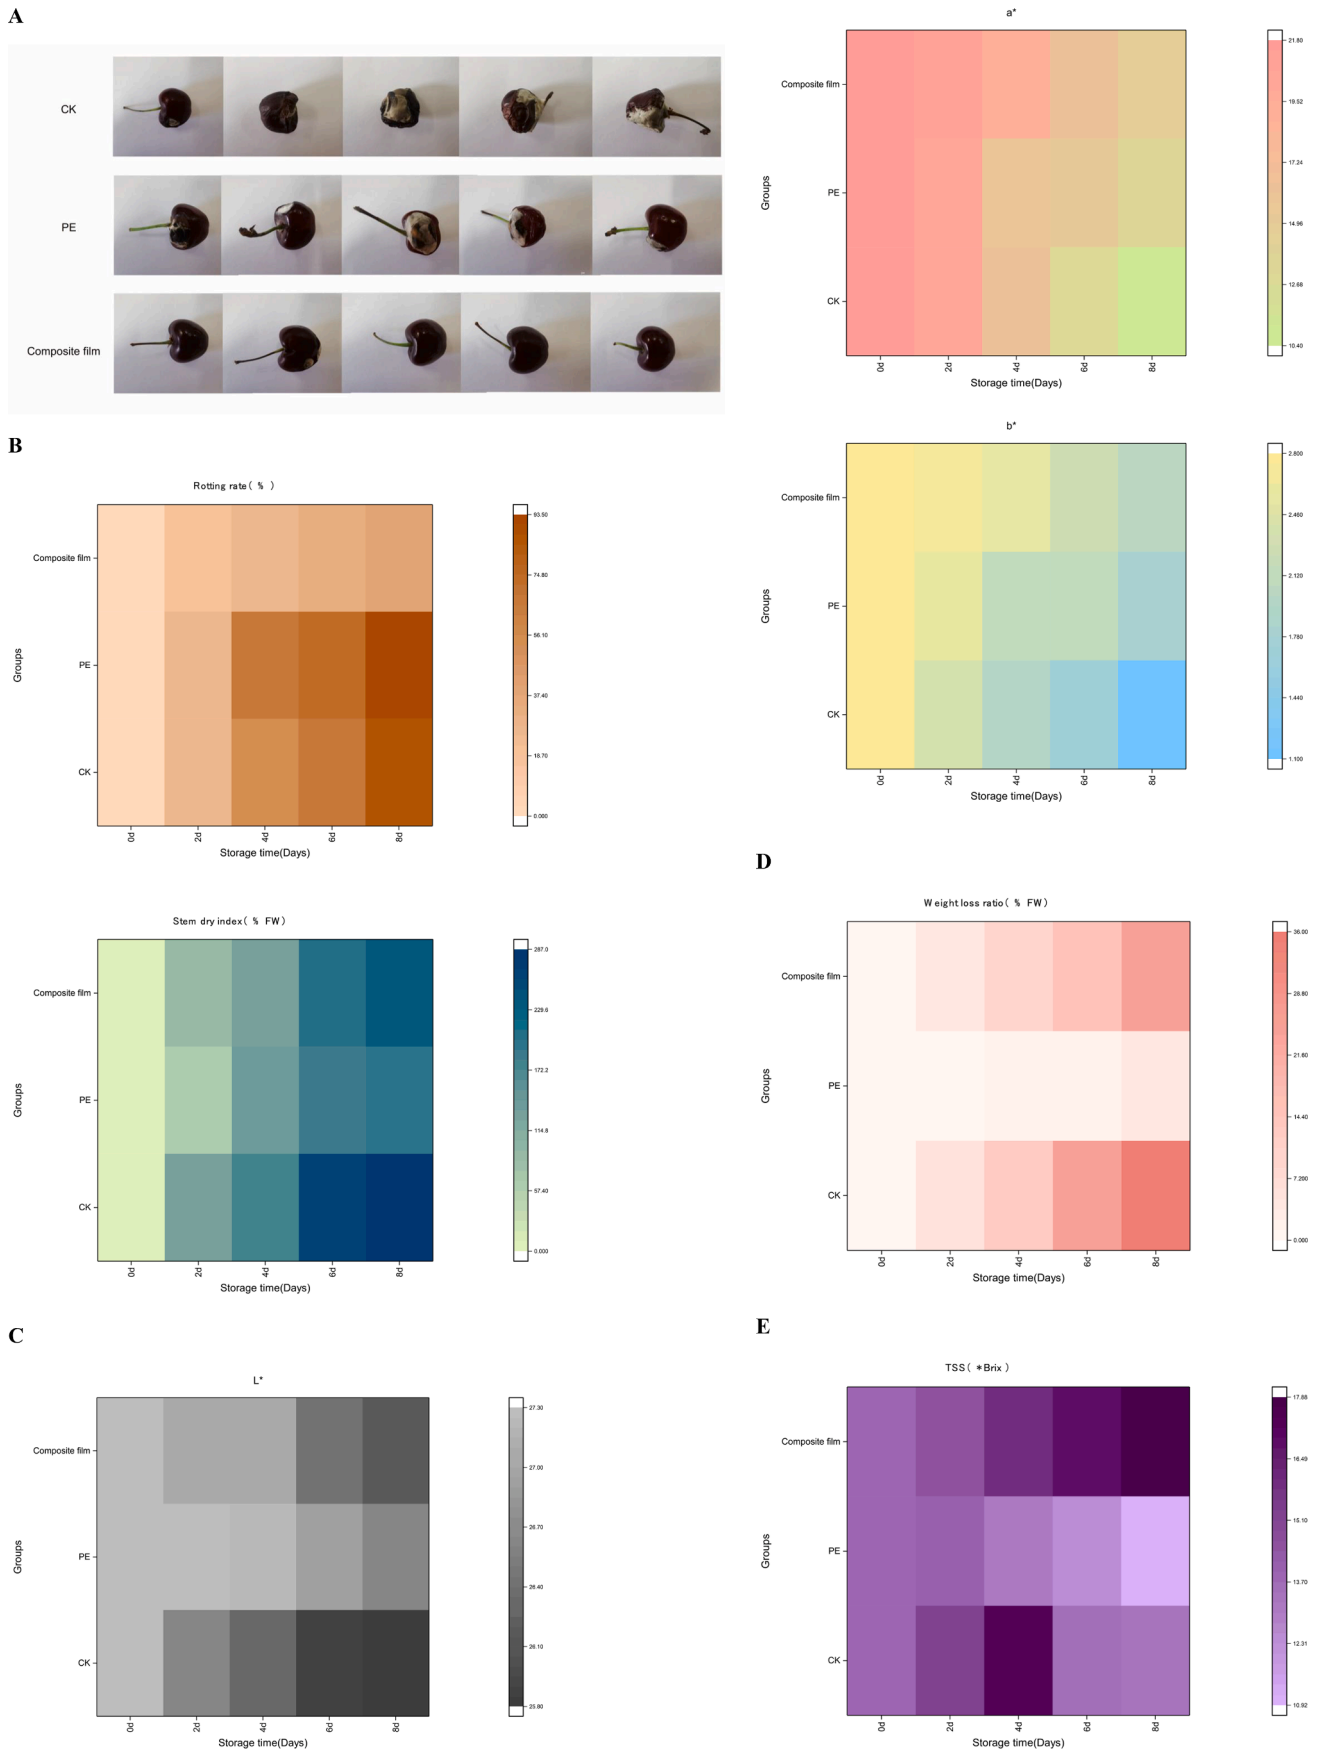 A
CK
PE
Composite film
B
Rotting rate( % )
Groups
Composite film
PE
CK
0d 2d 4d 6d 8d
Storage time(Days)
93.50
74.80
56.10
37.40
18.70
0.000
Stem dry index( % FW)
Groups
Composite film
PE
CK
0d 2d 4d 6d 8d
Storage time(Days)
287.0
229.6
172.2
114.8
57.40
0.000
C
L*
Groups
Composite film
PE
CK
0d 2d 4d 6d 8d
Storage time(Days)
27.30
27.00
26.70
26.40
26.10
25.80
a*
Groups
Composite film
PE
CK
0d 2d 4d 6d 8d
Storage time(Days)
21.80
19.52
17.24
14.96
12.68
10.40
b*
Groups
Composite film
PE
CK
0d 2d 4d 6d 8d
Storage time(Days)
2.800
2.460
2.120
1.780
1.440
1.100
D
Weight loss ratio( % FW)
Groups
Composite film
PE
CK
0d 2d 4d 6d 8d
Storage time(Days)
36.00
28.80
21.60
14.40
7.200
0.000
E
TSS( *Brix )
Groups
Composite film
PE
CK
0d 2d 4d 6d 8d
Storage time(Days)
17.88
16.49
15.10
13.70
12.31
10.92